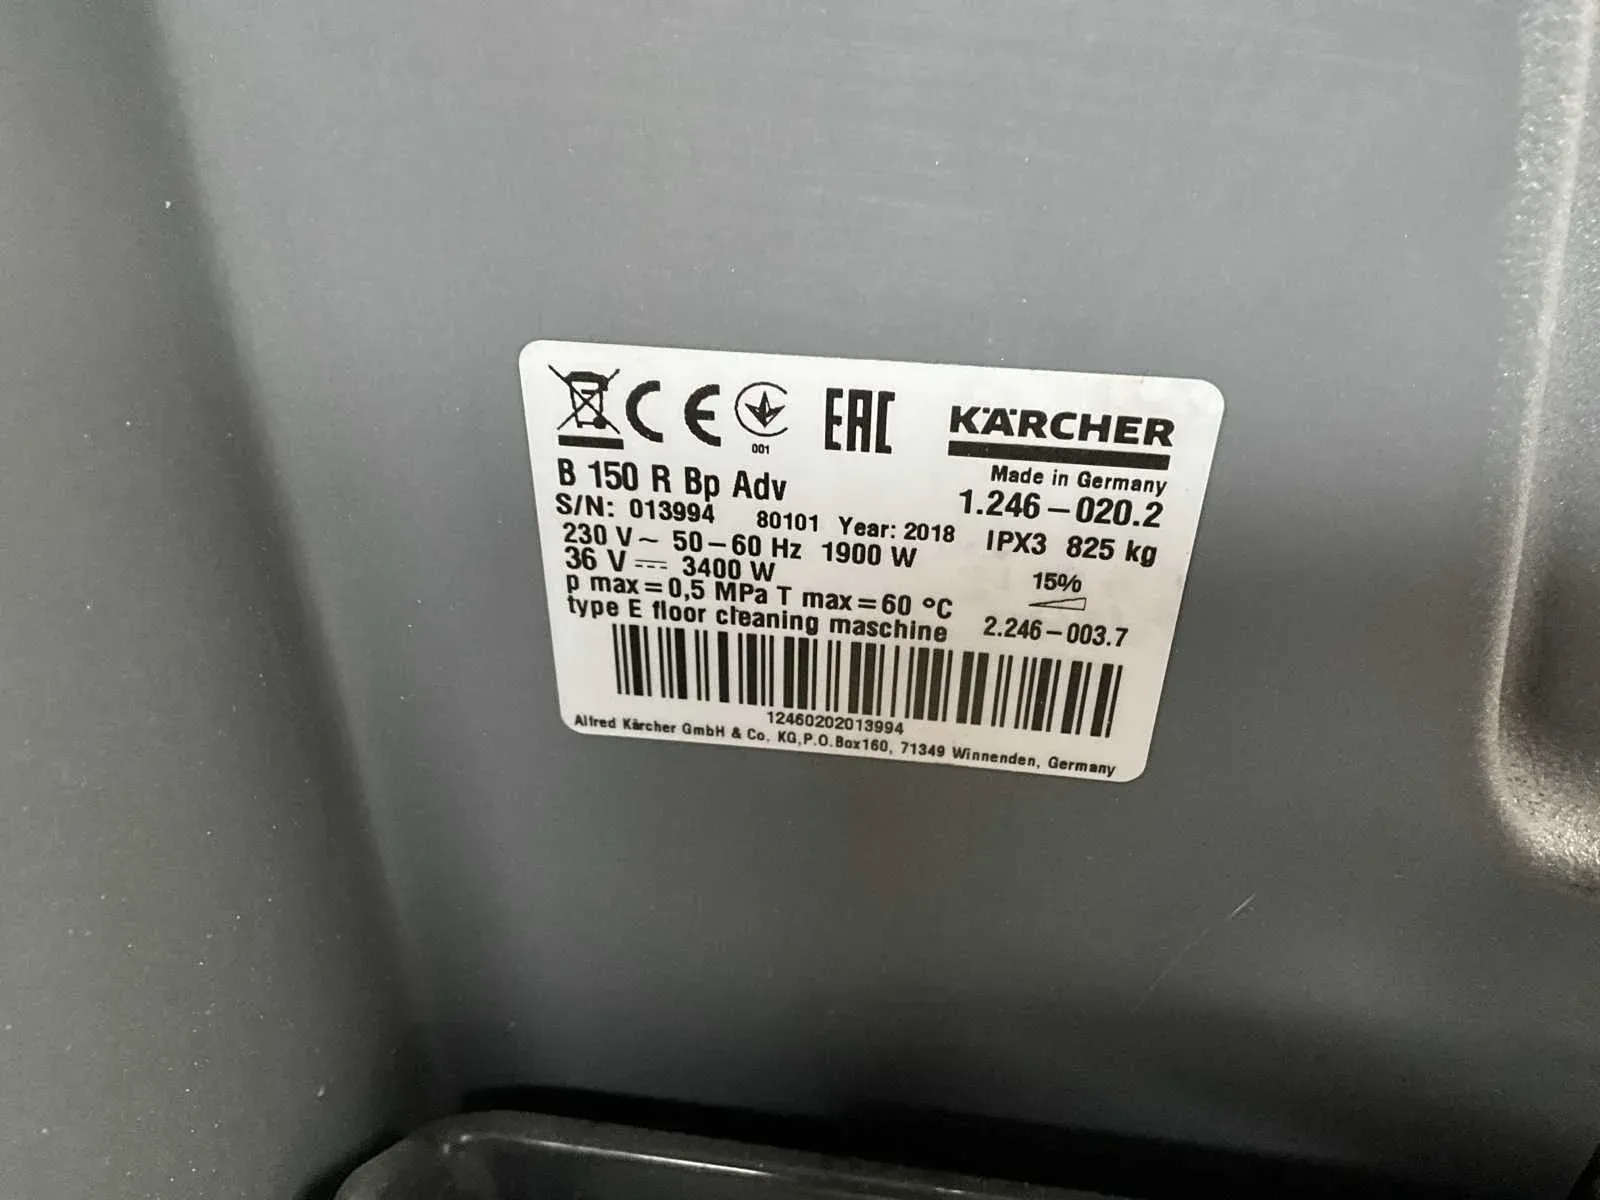 CE 001 EAC KÄRCHER
Made in Germany
B 150 R Bp Adv 1.246-020.2
S/N: 013994 80101 Year: 2018 IPX3 825 kg
230 V~ 50-60 Hz 1900 W
36 V⎓ 3400 W 15%
p max=0,5 MPa T max=60 °C
type E floor cleaning maschine 2.246-003.7
12460202013994
Alfred Kärcher GmbH & Co. KG,P.O.Box160, 71349 Winnenden, Germany